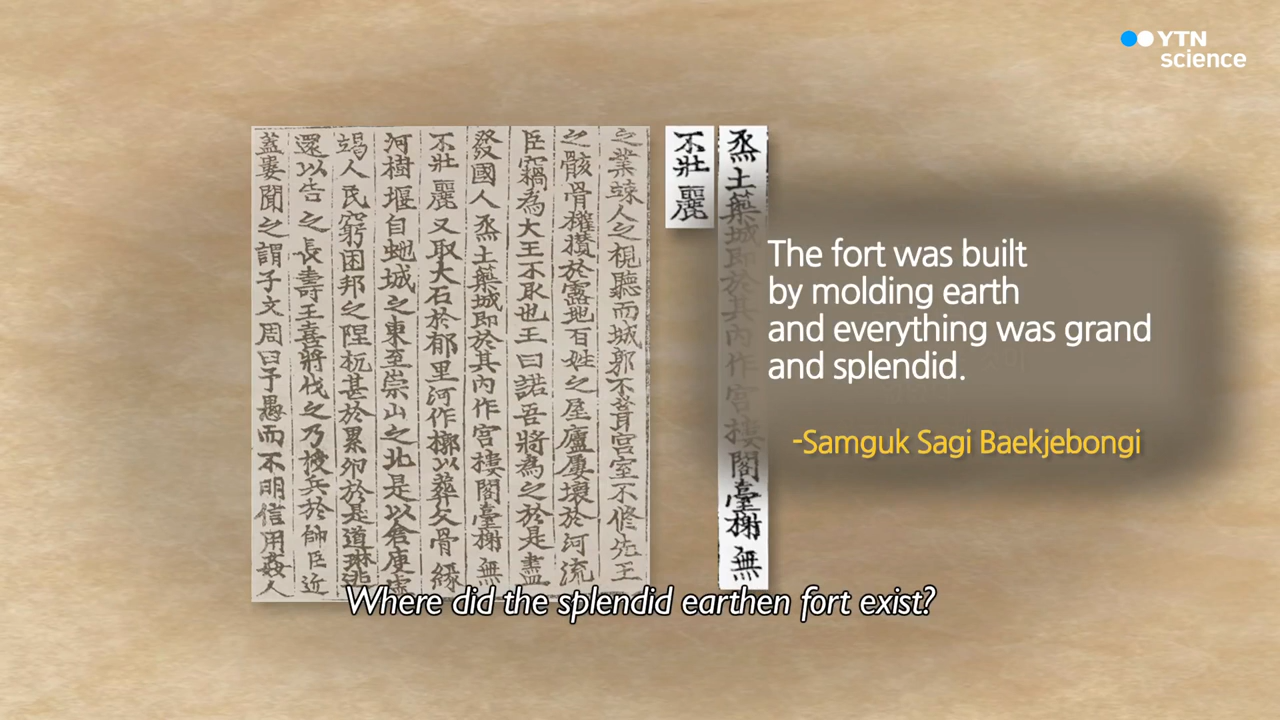 YTN
science
之業竦人之視聽而城郭不葺宮室不修先王
之骸骨權攢於露地百姓之屋廬屢壞於河流
臣竊為大王不取也王曰諾吾將為之於是盡
發國人烝土築城即於其內作宮樓閣臺榭無
不壯麗又取大石於郁里河作槨以葬父骨緣
河樹堰自虵城之東至崇山之北是以倉庾虛
竭人民窮困邦之陧杌甚於累卵於是道琳逃
還以告之長壽王喜將伐之乃授兵於帥臣近
蓋婁聞之謂子文周曰予愚而不明信用姦人
烝土築城即於其內作宮樓閣臺榭無
不壯麗
The fort was built
by molding earth
and everything was grand
and splendid.
-Samguk Sagi Baekjebongi
Where did the splendid earthen fort exist?